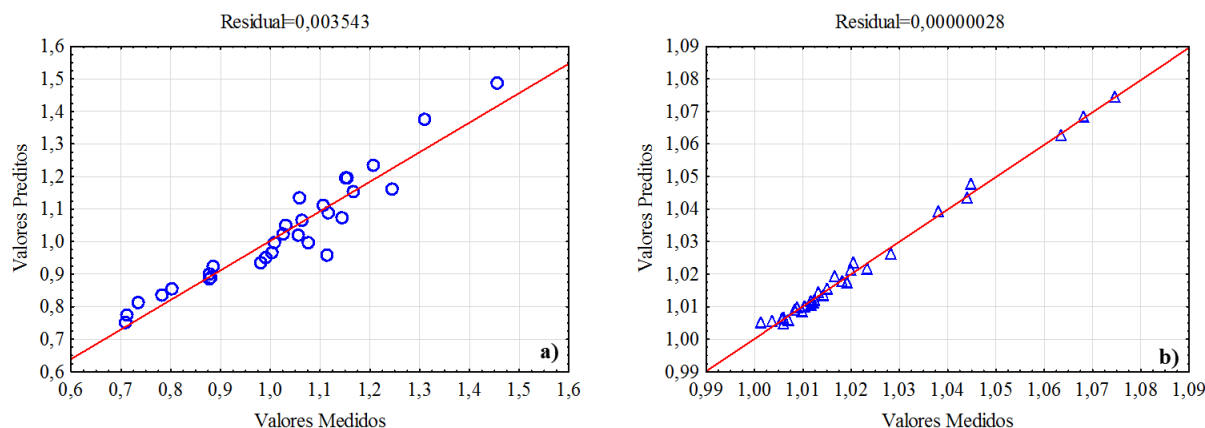 Residual=0,003543
Valores Preditos
1,6
1,5
1,4
1,3
1,2
1,1
1,0
0,9
0,8
0,7
0,6
a)
0,6 0,7 0,8 0,9 1,0 1,1 1,2 1,3 1,4 1,5 1,6
Valores Medidos
Residual=0,00000028
Valores Preditos
1,09
1,08
1,07
1,06
1,05
1,04
1,03
1,02
1,01
1,00
0,99
b)
0,99 1,00 1,01 1,02 1,03 1,04 1,05 1,06 1,07 1,08 1,09
Valores Medidos